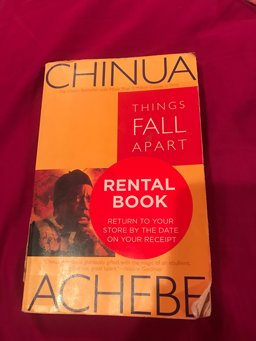 CHINUA
THINGS
FALL
APART
RENTAL
BOOK
RETURN TO YOUR
STORE BY THE DATE
ON YOUR RECEIPT
ACHEBE